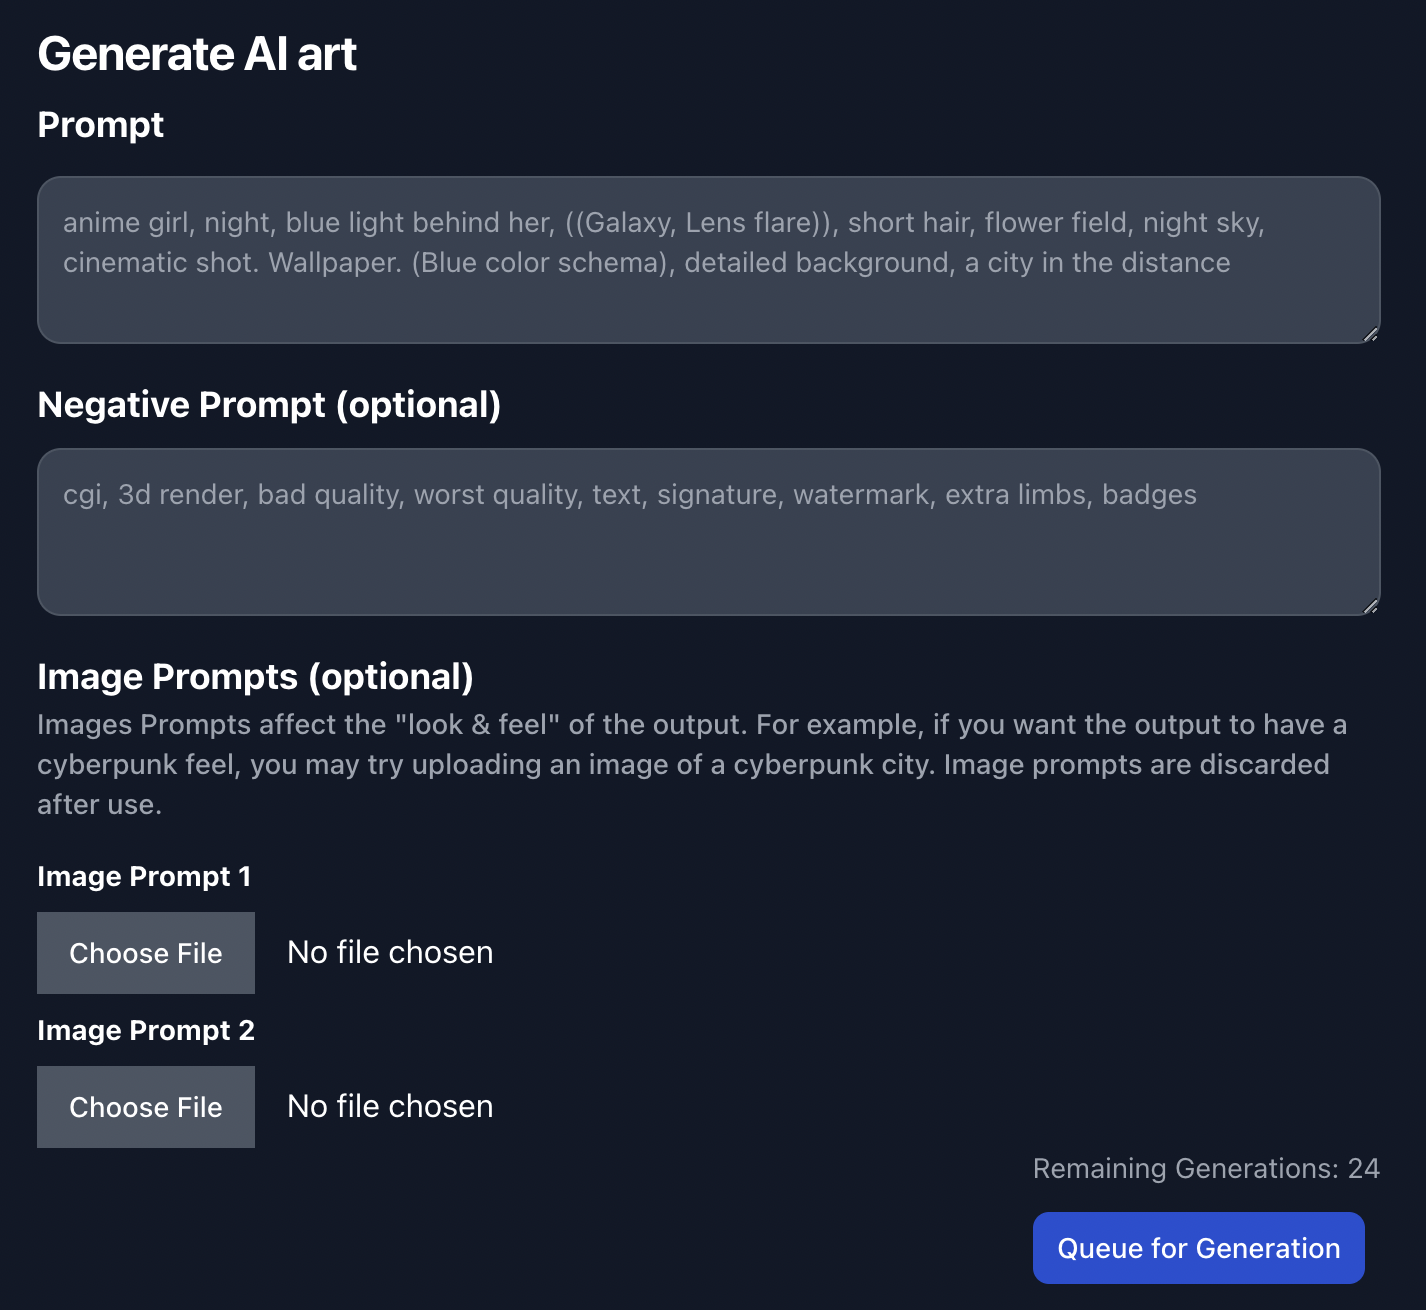 Generate AI art
Prompt
anime girl, night, blue light behind her, ((Galaxy, Lens flare)), short hair, flower field, night sky,
cinematic shot. Wallpaper. (Blue color schema), detailed background, a city in the distance
Negative Prompt (optional)
cgi, 3d render, bad quality, worst quality, text, signature, watermark, extra limbs, badges
Image Prompts (optional)
Images Prompts affect the "look & feel" of the output. For example, if you want the output to have a
cyberpunk feel, you may try uploading an image of a cyberpunk city. Image prompts are discarded
after use.
Image Prompt 1
Choose File No file chosen
Image Prompt 2
Choose File No file chosen
Remaining Generations: 24
Queue for Generation